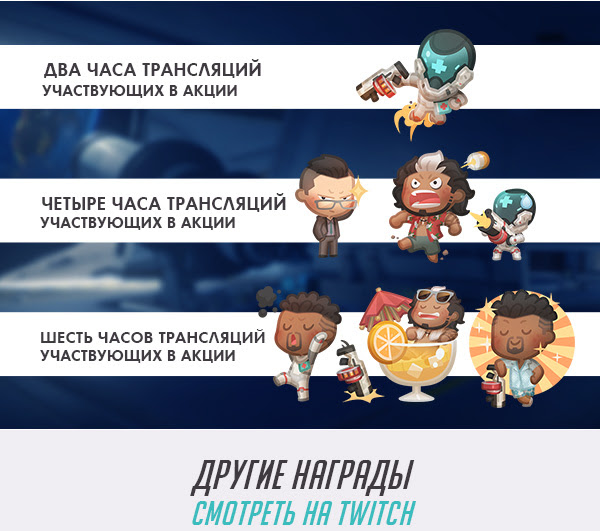 ДВА ЧАСА ТРАНСЛЯЦИЙ
УЧАСТВУЮЩИХ В АКЦИИ
ЧЕТЫРЕ ЧАСА ТРАНСЛЯЦИЙ
УЧАСТВУЮЩИХ В АКЦИИ
ШЕСТЬ ЧАСОВ ТРАНСЛЯЦИЙ
УЧАСТВУЮЩИХ В АКЦИИ
ДРУГИЕ НАГРАДЫ
СМОТРЕТЬ НА TWITCH